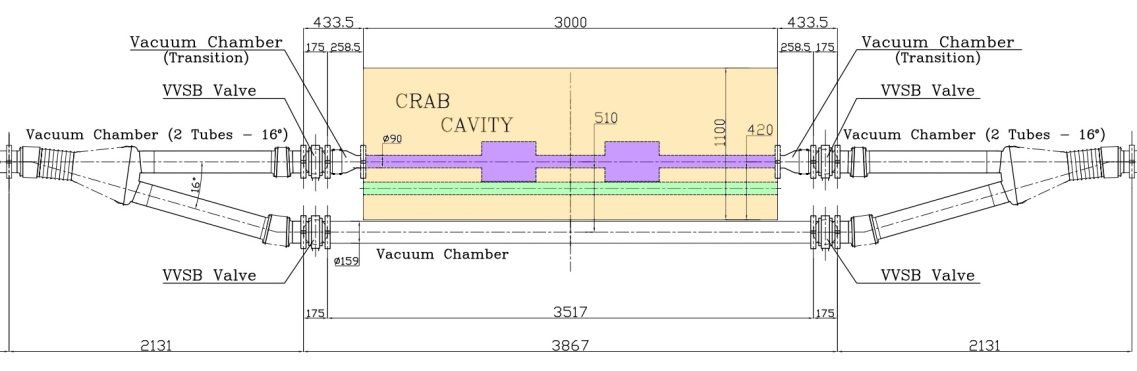 433.5 3000 433.5
175 258.5 258.5 175
Vacuum Chamber
(Transition)
Vacuum Chamber
(Transition)
VVSB Valve
VVSB Valve
CRAB
CAVITY
510
1100
420
Vacuum Chamber (2 Tubes - 16°)
Ø90
Vacuum Chamber (2 Tubes - 16°)
16°
Ø159
Vacuum Chamber
VVSB Valve
VVSB Valve
175 3517 175
2131 3867 2131